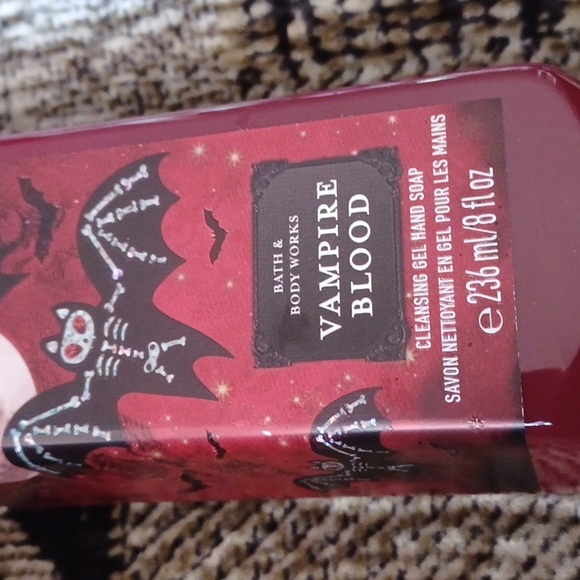 BATH &
BODY WORKS
VAMPIRE
BLOOD
CLEANSING GEL HAND SOAP
SAVON NETTOYANT EN GEL POUR LES MAINS
e 236 ml/8 fl oz